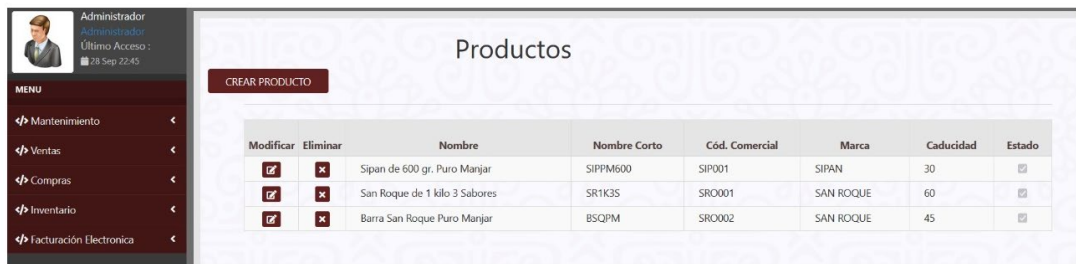 Administrador
Administrador
Último Acceso :
28 Sep 22:45
MENU
Mantenimiento
Ventas
Compras
Inventario
Facturación Electronica
Productos
CREAR PRODUCTO
Modificar Eliminar Nombre Nombre Corto Cód. Comercial Marca Caducidad Estado
Sipan de 600 gr. Puro Manjar SIPPM600 SIP001 SIPAN 30
San Roque de 1 kilo 3 Sabores SR1K3S SRO001 SAN ROQUE 60
Barra San Roque Puro Manjar BSQPM SRO002 SAN ROQUE 45